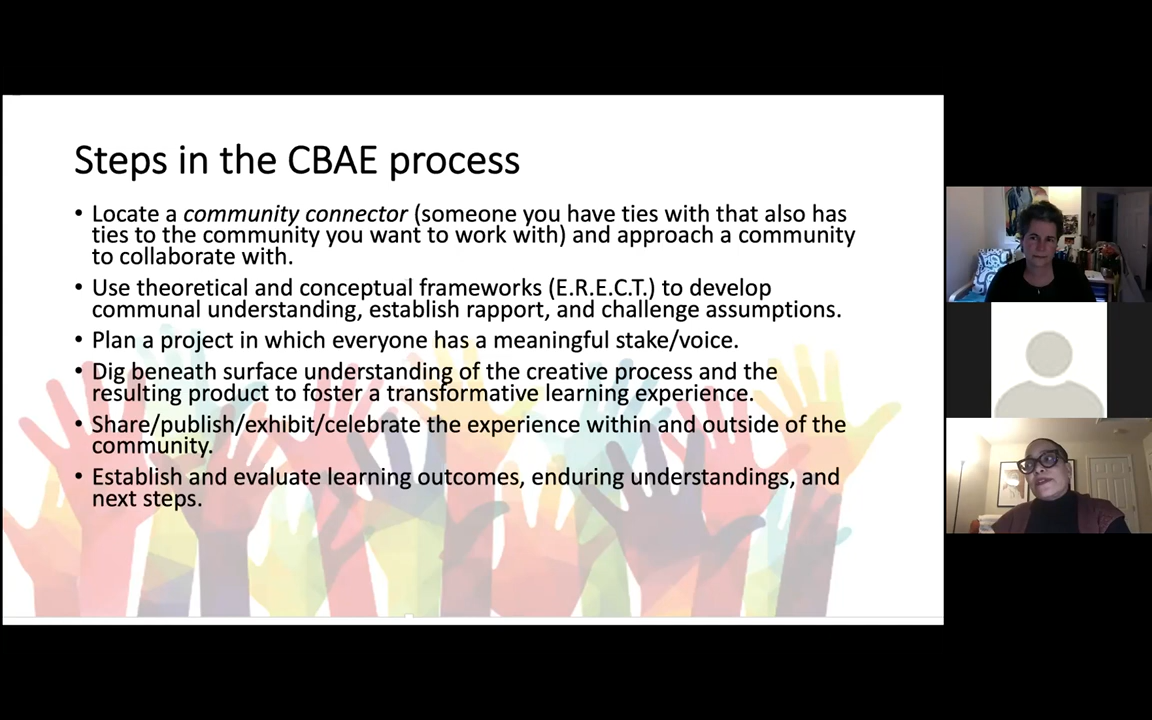 Steps in the CBAE process
• Locate a community connector (someone you have ties with that also has
ties to the community you want to work with) and approach a community
to collaborate with.
• Use theoretical and conceptual frameworks (E.R.E.C.T.) to develop
communal understanding, establish rapport, and challenge assumptions.
• Plan a project in which everyone has a meaningful stake/voice.
• Dig beneath surface understanding of the creative process and the
resulting product to foster a transformative learning experience.
• Share/publish/exhibit/celebrate the experience within and outside of the
community.
• Establish and evaluate learning outcomes, enduring understandings, and
next steps.